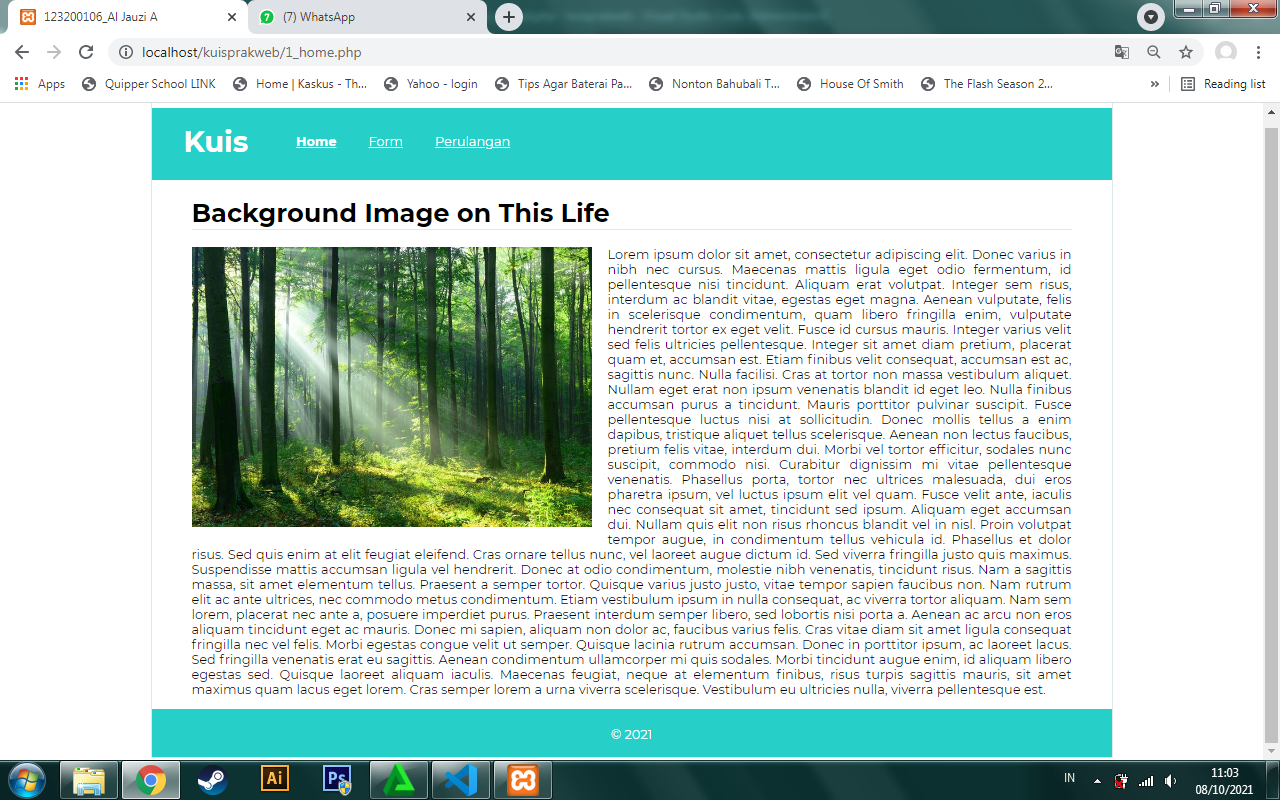 123200106_Al Jauzi A
(7) WhatsApp
localhost/kuisprakweb/1_home.php
Apps Quipper School LINK Home | Kaskus - Th... Yahoo - login Tips Agar Baterai Pa... Nonton Bahubali T... House Of Smith The Flash Season 2... » Reading list
Kuis Home Form Perulangan
Background Image on This Life
Lorem ipsum dolor sit amet, consectetur adipiscing elit. Donec varius in
nibh nec cursus. Maecenas mattis ligula eget odio fermentum, id
pellentesque nisi tincidunt. Aliquam erat volutpat. Integer sem risus,
interdum ac blandit vitae, egestas eget magna. Aenean vulputate, felis
in scelerisque condimentum, quam libero fringilla enim, vulputate
hendrerit tortor ex eget velit. Fusce id cursus mauris. Integer varius velit
sed felis ultricies pellentesque. Integer sit amet diam pretium, placerat
quam et, accumsan est. Etiam finibus velit consequat, accumsan est ac,
sagittis nunc. Nulla facilisi. Cras at tortor non massa vestibulum aliquet.
Nullam eget erat non ipsum venenatis blandit id eget leo. Nulla finibus
accumsan purus a tincidunt. Mauris porttitor pulvinar suscipit. Fusce
pellentesque luctus nisi at sollicitudin. Donec mollis tellus a enim
dapibus, tristique aliquet tellus scelerisque. Aenean non lectus faucibus,
pretium felis vitae, interdum dui. Morbi vel tortor efficitur, sodales nunc
suscipit, commodo nisi. Curabitur dignissim mi vitae pellentesque
venenatis. Phasellus porta, tortor nec ultrices malesuada, dui eros
pharetra ipsum, vel luctus ipsum elit vel quam. Fusce velit ante, iaculis
nec consequat sit amet, tincidunt sed ipsum. Aliquam eget accumsan
dui. Nullam quis elit non risus rhoncus blandit vel in nisl. Proin volutpat
tempor augue, in condimentum tellus vehicula id. Phasellus et dolor
risus. Sed quis enim at elit feugiat eleifend. Cras ornare tellus nunc, vel laoreet augue dictum id. Sed viverra fringilla justo quis maximus.
Suspendisse mattis accumsan ligula vel hendrerit. Donec at odio condimentum, molestie nibh venenatis, tincidunt risus. Nam a sagittis
massa, sit amet elementum tellus. Praesent a semper tortor. Quisque varius justo justo, vitae tempor sapien faucibus non. Nam rutrum
elit ac ante ultrices, nec commodo metus condimentum. Etiam vestibulum ipsum in nulla consequat, ac viverra tortor aliquam. Nam sem
lorem, placerat nec ante a, posuere imperdiet purus. Praesent interdum semper libero, sed lobortis nisi porta a. Aenean ac arcu non eros
aliquam tincidunt eget ac mauris. Donec mi sapien, aliquam non dolor ac, faucibus varius felis. Cras vitae diam sit amet ligula consequat
fringilla nec vel felis. Morbi egestas congue velit ut semper. Quisque lacinia rutrum accumsan. Donec in porttitor ipsum, ac laoreet lacus.
Sed fringilla venenatis erat eu sagittis. Aenean condimentum ullamcorper mi quis sodales. Morbi tincidunt augue enim, id aliquam libero
egestas sed. Quisque laoreet aliquam iaculis. Maecenas feugiat, neque at elementum finibus, risus turpis sagittis mauris, sit amet
maximus quam lacus eget lorem. Cras semper lorem a urna viverra scelerisque. Vestibulum eu ultricies nulla, viverra pellentesque est.
© 2021
Ai Ps IN 11:03
08/10/2021